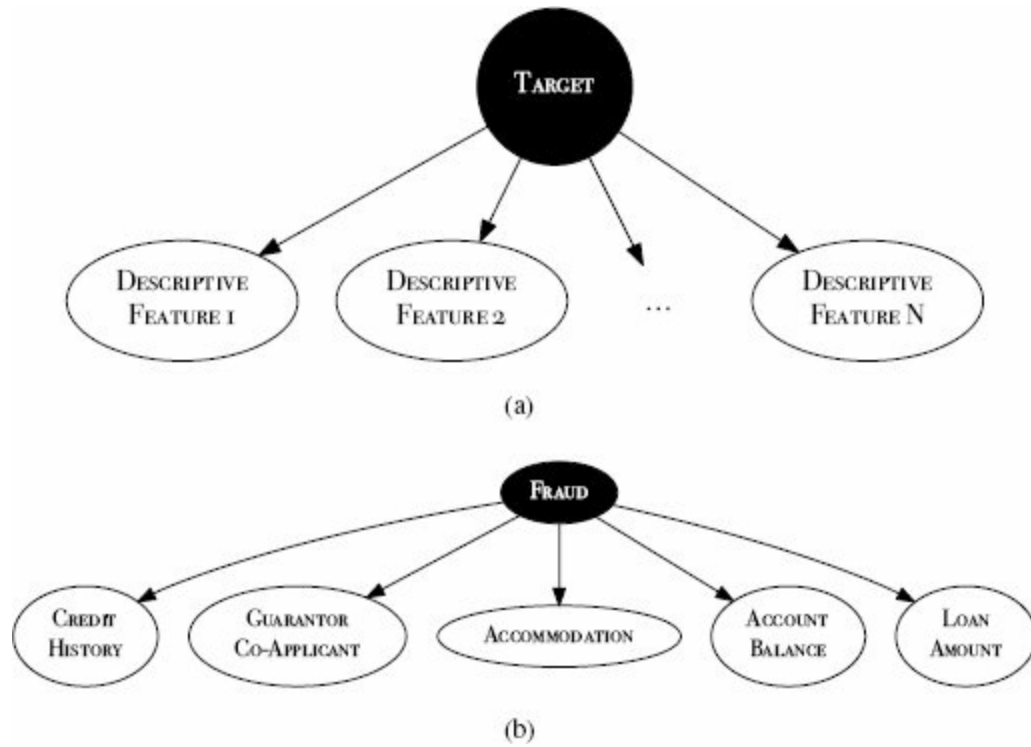 TARGET
DESCRIPTIVE
FEATURE 1
DESCRIPTIVE
FEATURE 2
...
DESCRIPTIVE
FEATURE N
(a)
FRAUD
CREDIT
HISTORY
GUARANTOR
CO-APPLICANT
ACCOMMODATION
ACCOUNT
BALANCE
LOAN
AMOUNT
(b)